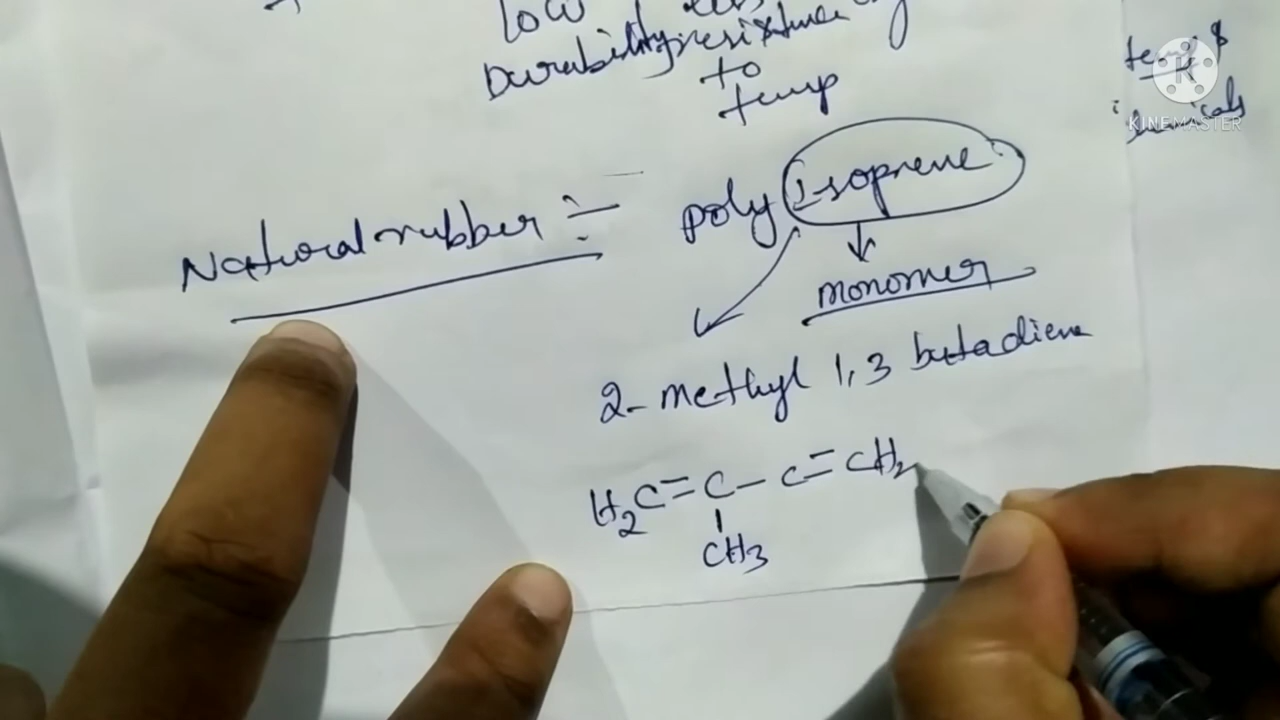 low
Durability resistance
to
temp
temp &
KINEMASTER
Natural rubber :- poly Isoprene
monomer
2- methyl 1,3 butadiene
H2C=C-C=CH2
CH3